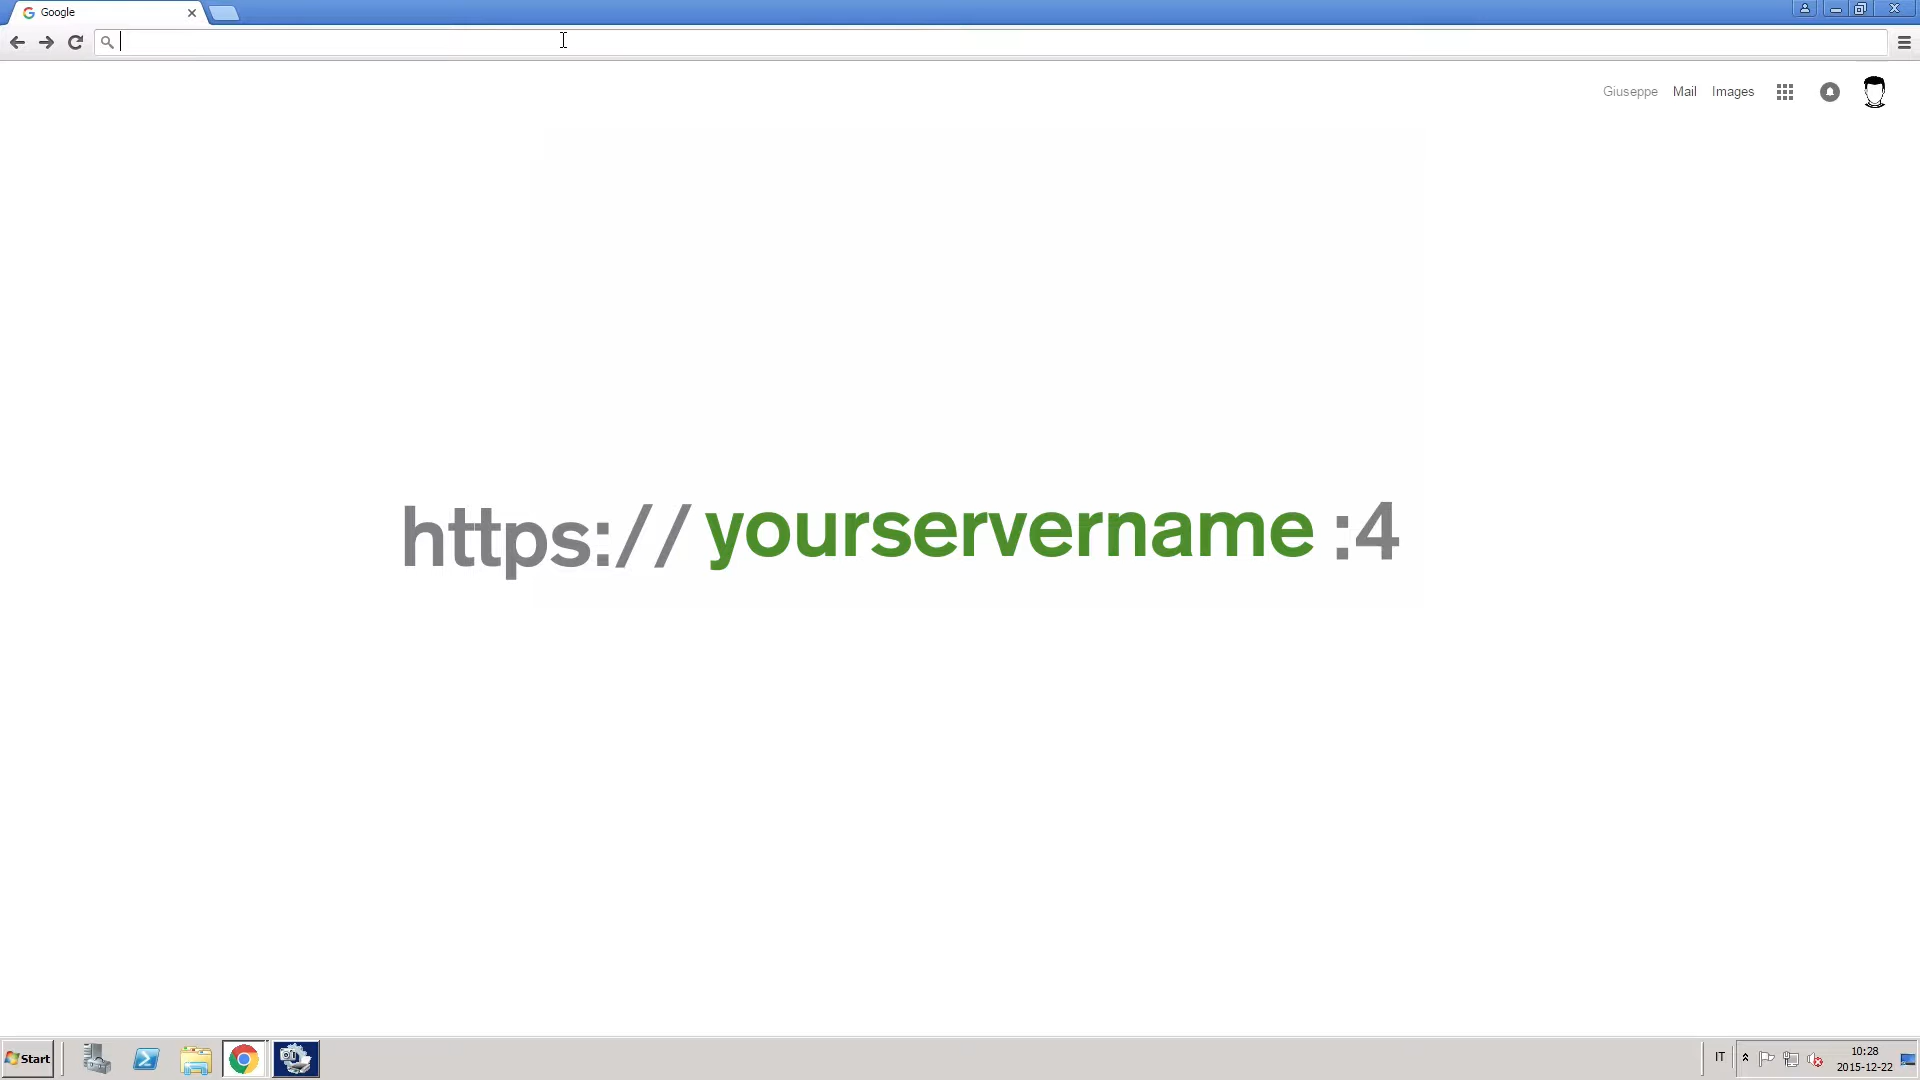 Google
Giuseppe Mail Images
https:// yourservername :4
Start
IT
10:28
2015-12-22